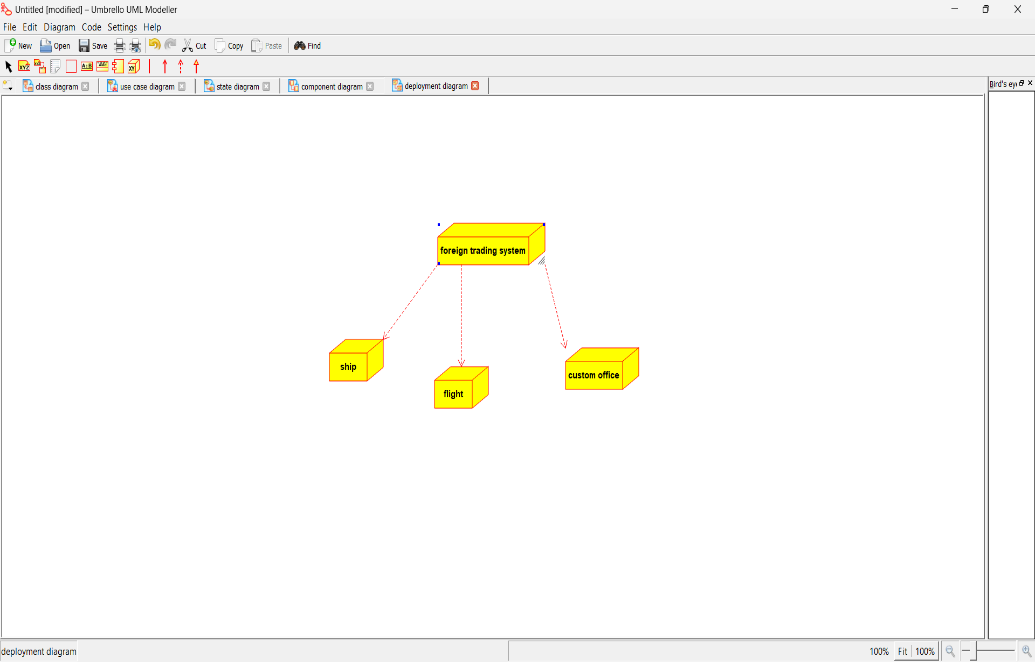 Untitled [modified] – Umbrello UML Modeller
File Edit Diagram Code Settings Help
New Open Save Cut Copy Paste Find
class diagram use case diagram state diagram component diagram deployment diagram
Bird's ey
foreign trading system
ship
flight
custom office
deployment diagram
100% Fit 100%